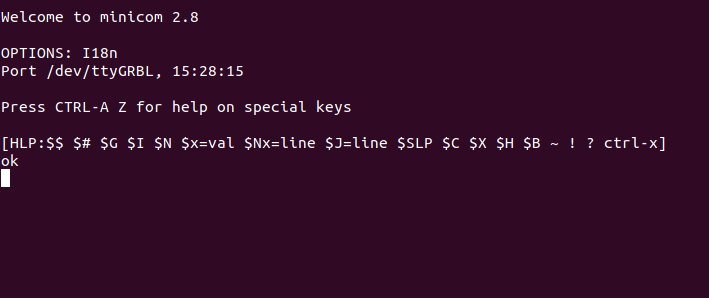 Welcome to minicom 2.8
OPTIONS: I18n
Port /dev/ttyGRBL, 15:28:15
Press CTRL-A Z for help on special keys
[HLP:$$ $# $G $I $N $x=val $Nx=line $J=line $SLP $C $X $H $B ~ ! ? ctrl-x]
ok